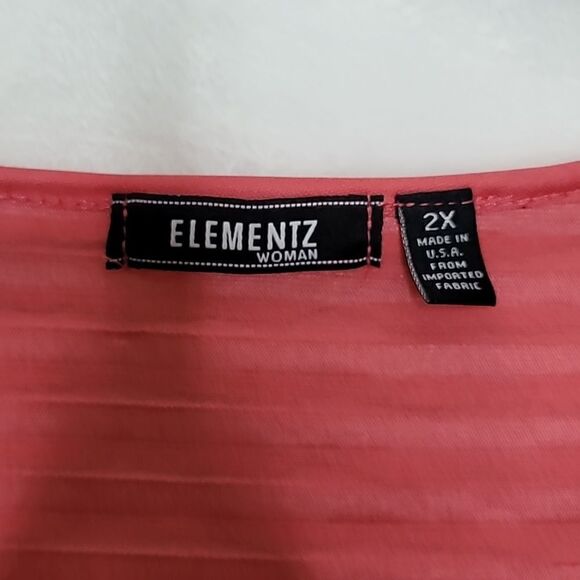 ELEMENTZ
WOMAN
2X
MADE IN
U.S.A.
FROM
IMPORTED
FABRIC